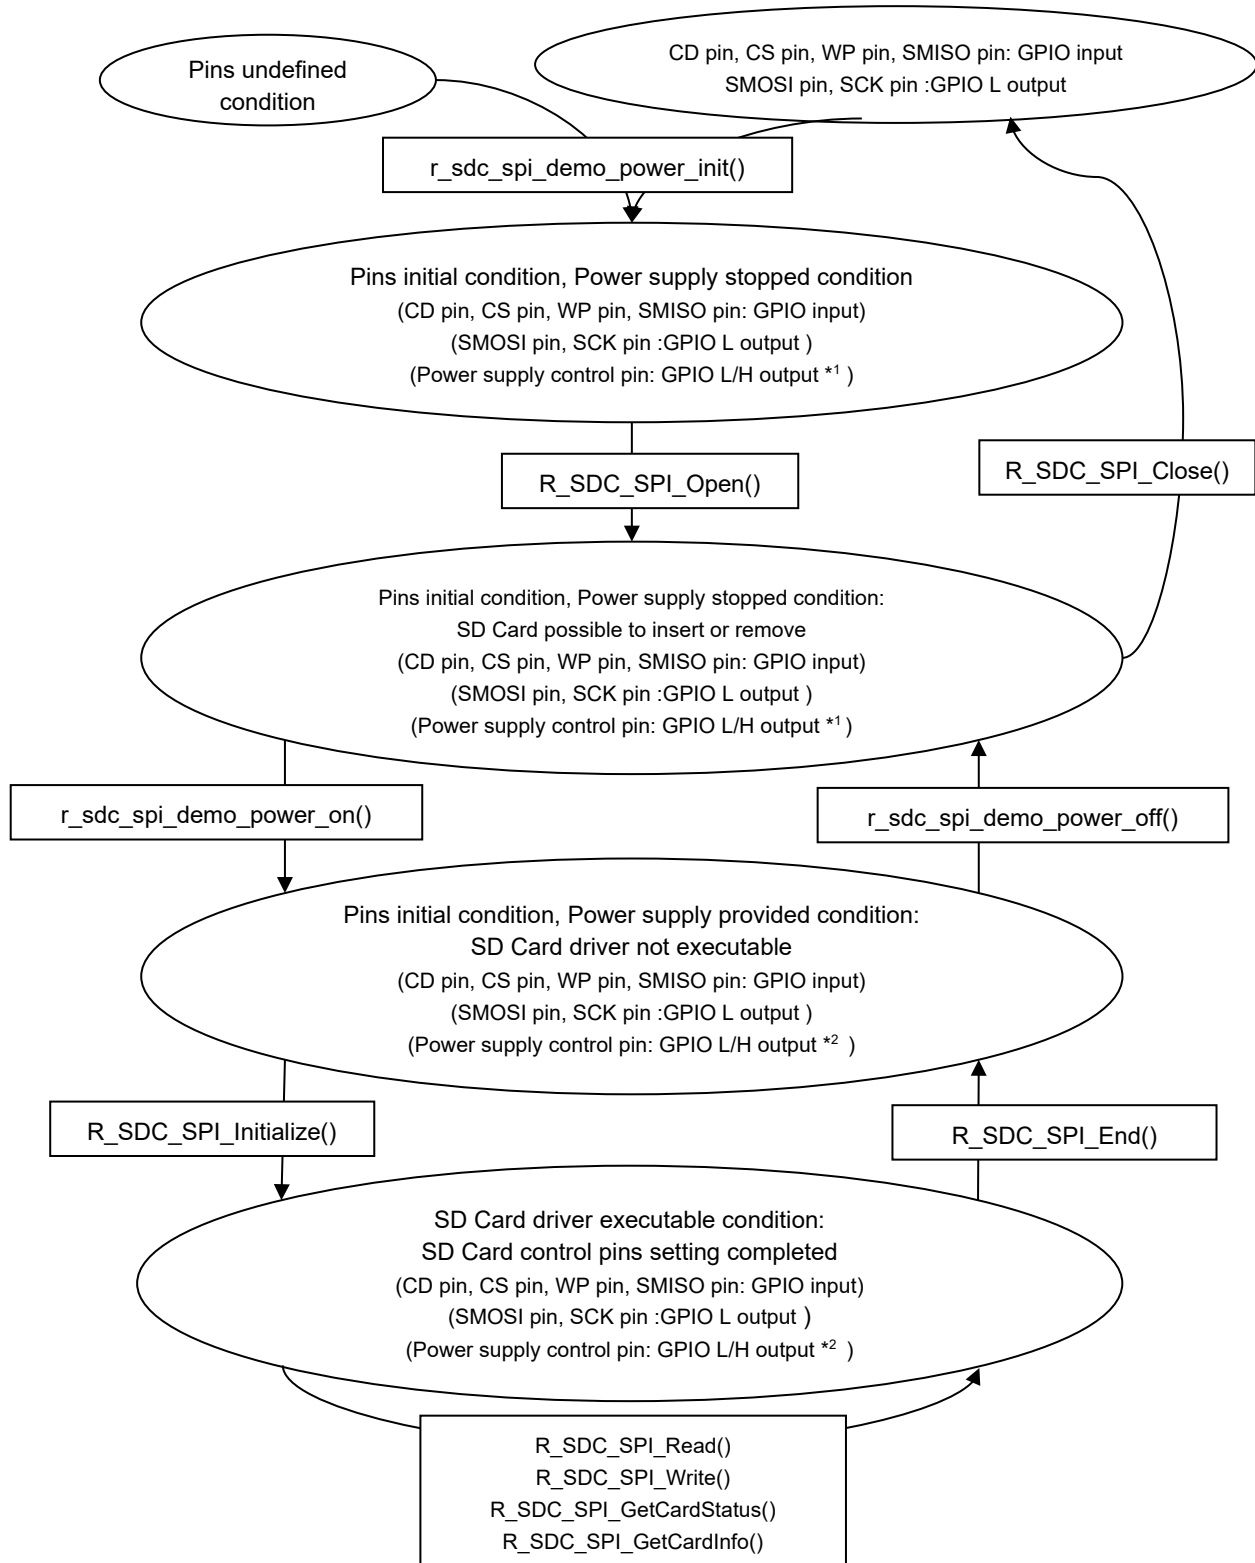 Pins undefined
condition
CD pin, CS pin, WP pin, SMISO pin: GPIO input
SMOSI pin, SCK pin :GPIO L output
r_sdc_spi_demo_power_init()
Pins initial condition, Power supply stopped condition
(CD pin, CS pin, WP pin, SMISO pin: GPIO input)
(SMOSI pin, SCK pin :GPIO L output )
(Power supply control pin: GPIO L/H output *1 )
R_SDC_SPI_Open()
R_SDC_SPI_Close()
Pins initial condition, Power supply stopped condition:
SD Card possible to insert or remove
(CD pin, CS pin, WP pin, SMISO pin: GPIO input)
(SMOSI pin, SCK pin :GPIO L output )
(Power supply control pin: GPIO L/H output *1 )
r_sdc_spi_demo_power_on()
r_sdc_spi_demo_power_off()
Pins initial condition, Power supply provided condition:
SD Card driver not executable
(CD pin, CS pin, WP pin, SMISO pin: GPIO input)
(SMOSI pin, SCK pin :GPIO L output )
(Power supply control pin: GPIO L/H output *2 )
R_SDC_SPI_Initialize()
R_SDC_SPI_End()
SD Card driver executable condition:
SD Card control pins setting completed
(CD pin, CS pin, WP pin, SMISO pin: GPIO input)
(SMOSI pin, SCK pin :GPIO L output )
(Power supply control pin: GPIO L/H output *2 )
R_SDC_SPI_Read()
R_SDC_SPI_Write()
R_SDC_SPI_GetCardStatus()
R_SDC_SPI_GetCardInfo()